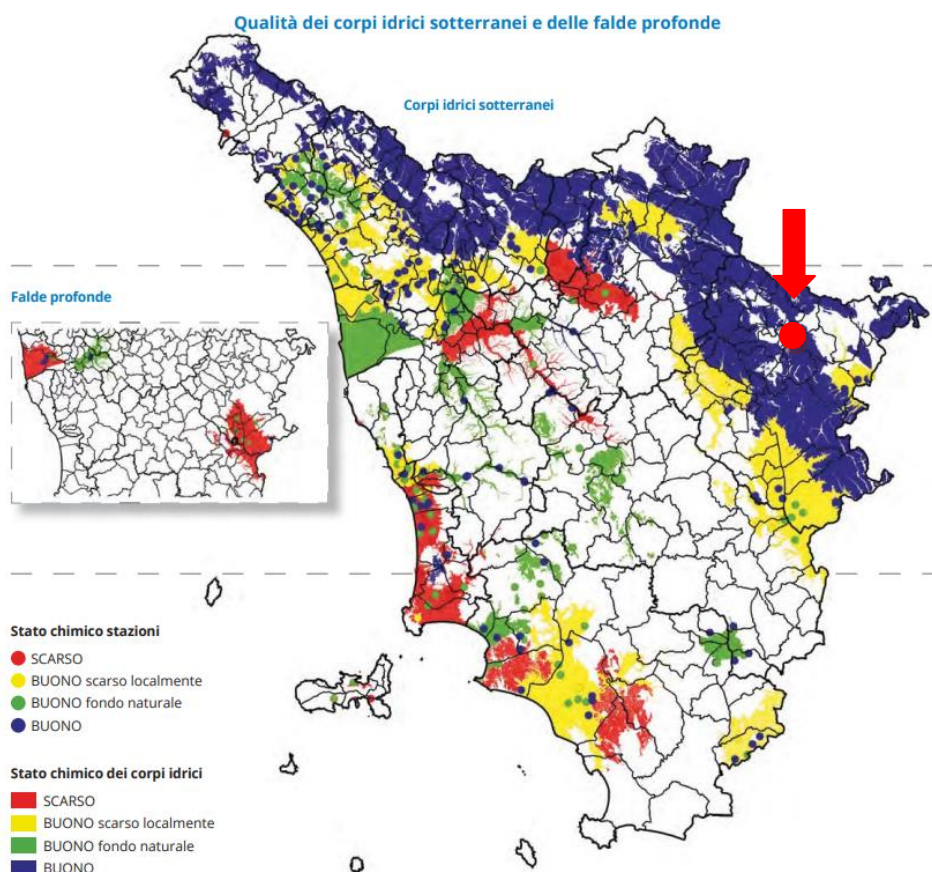 Qualità dei corpi idrici sotterranei e delle falde profonde
Corpi idrici sotterranei
Falde profonde
Stato chimico stazioni
SCARSO
BUONO scarso localmente
BUONO fondo naturale
BUONO
Stato chimico dei corpi idrici
SCARSO
BUONO scarso localmente
BUONO fondo naturale
BUONO